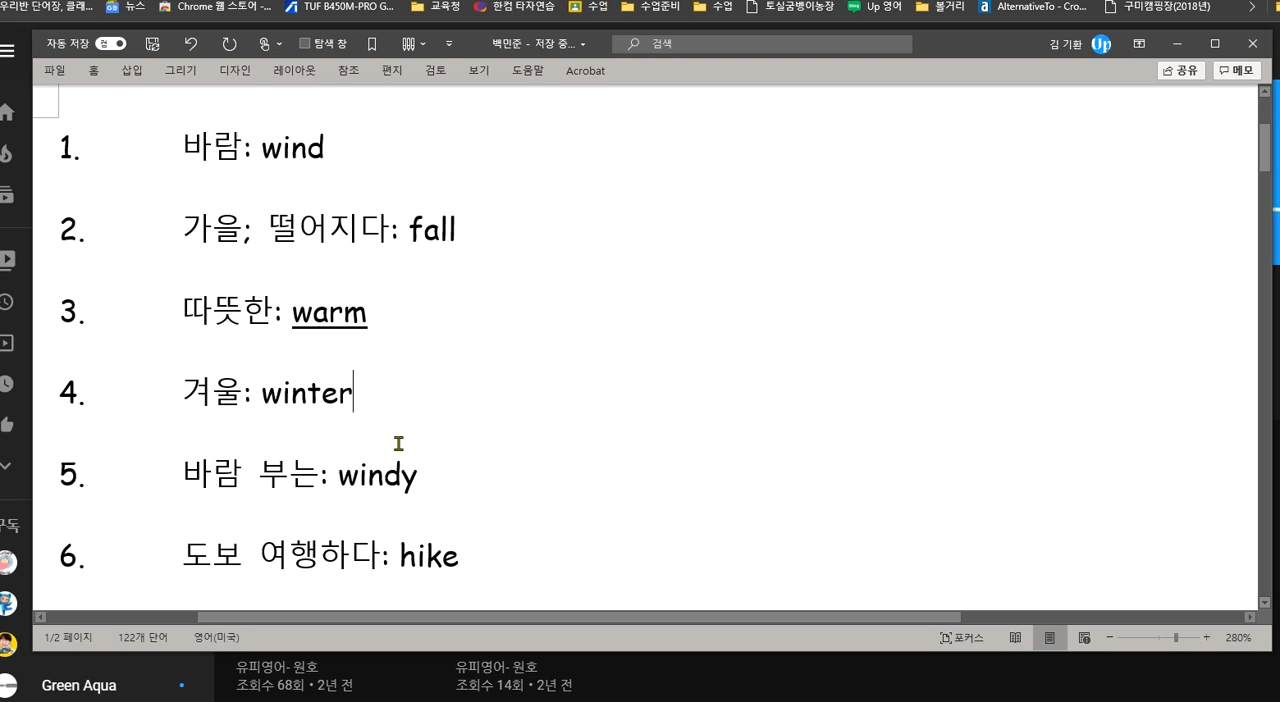 우리반 단어장, 클래... 뉴스 Chrome 웹 스토어 -... TUF B450M-PRO G... 교육청 한컴 타자연습 수업 수업준비 수업 토실궁뱅이농장 Up 영어 볼거리 AlternativeTo - Cro... 구미캠핑장(2018년)
자동 저장 탐색 창 백민준 - 저장 중... 검색 김 기환 Up
파일 홈 삽입 그리기 디자인 레이아웃 참조 편지 검토 보기 도움말 Acrobat 공유 메모
1. 바람: wind
2. 가을; 떨어지다: fall
3. 따뜻한: warm
4. 겨울: winter
5. 바람 부는: windy
6. 도보 여행하다: hike
구독
1/2 페이지 122개 단어 영어(미국) 포커스 280%
유피영어- 원호 유피영어- 원호
Green Aqua 조회수 68회 • 2년 전 조회수 14회 • 2년 전